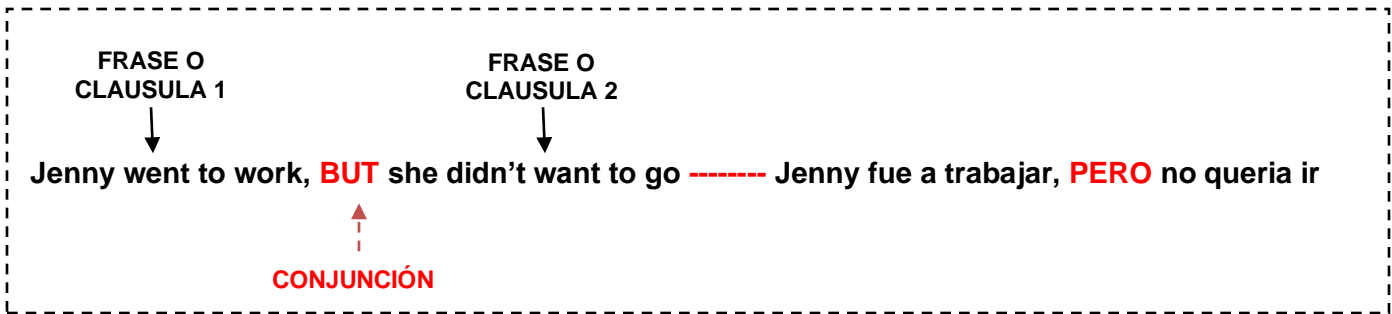 FRASE O
CLAUSULA 1
FRASE O
CLAUSULA 2
Jenny went to work, BUT she didn’t want to go -------- Jenny fue a trabajar, PERO no queria ir
CONJUNCIÓN